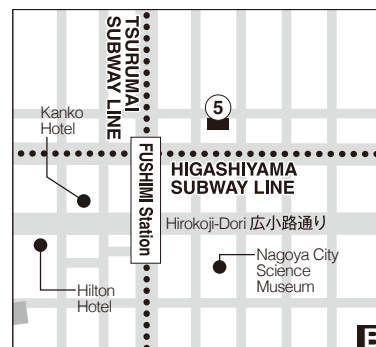 TSURUMAI
SUBWAY LINE
5
Kanko
Hotel
FUSHIMI Station
HIGASHIYAMA
SUBWAY LINE
Hirokoji-Dori 広小路通り
Nagoya City
Science
Museum
Hilton
Hotel